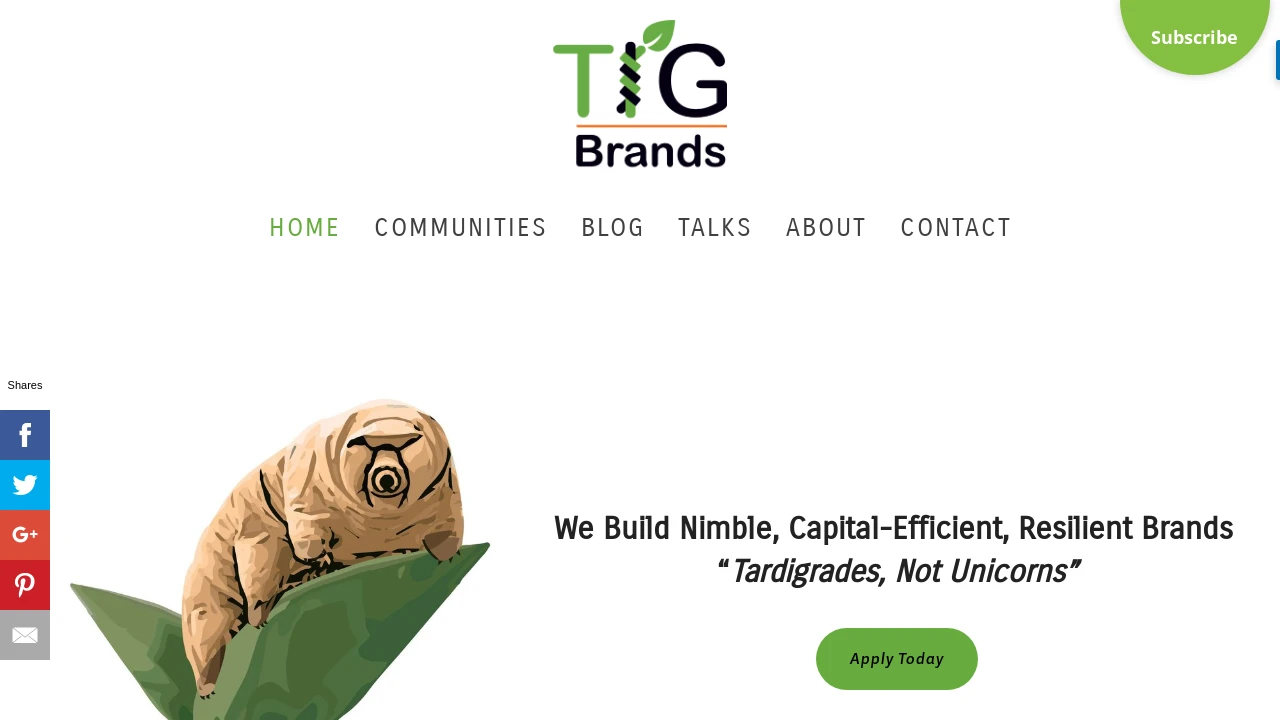 Subscribe
TIG
Brands
HOME COMMUNITIES BLOG TALKS ABOUT CONTACT
Shares
We Build Nimble, Capital-Efficient, Resilient Brands
“Tardigrades, Not Unicorns”
Apply Today